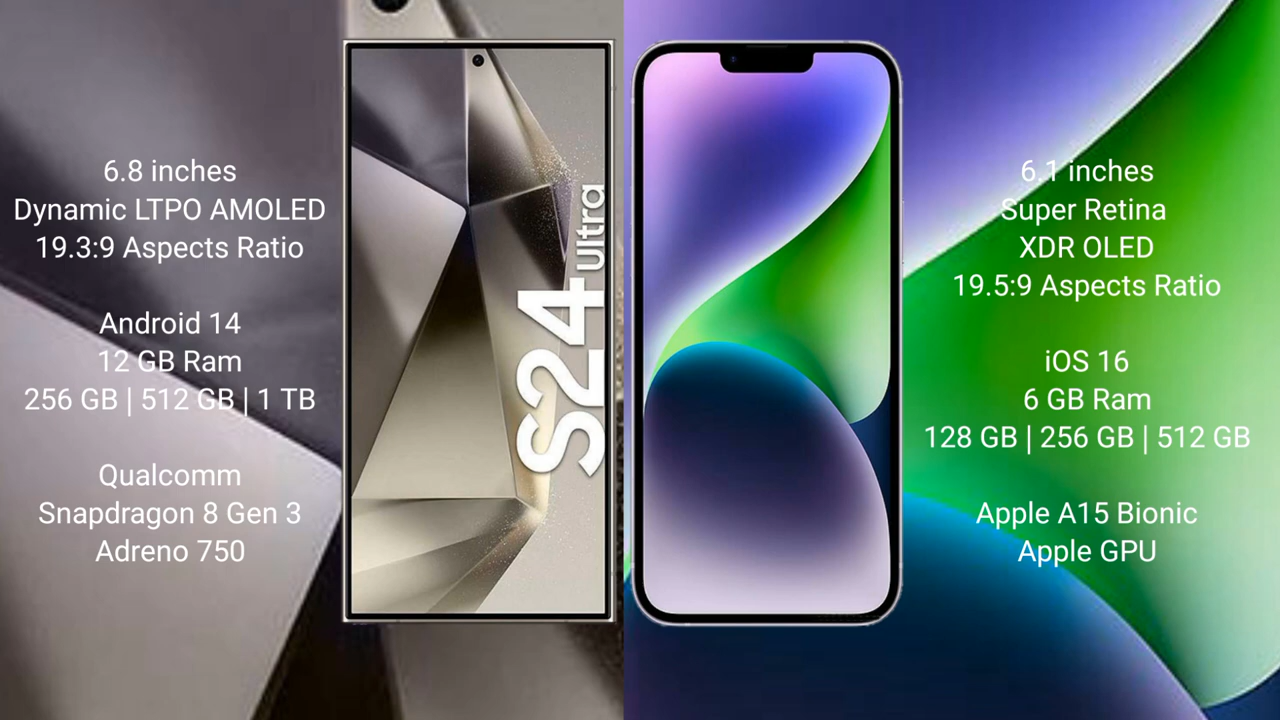 6.8 inches
Dynamic LTPO AMOLED
19.3:9 Aspects Ratio
Android 14
12 GB Ram
256 GB | 512 GB | 1 TB
Qualcomm
Snapdragon 8 Gen 3
Adreno 750
S24 Ultra
6.1 inches
Super Retina
XDR OLED
19.5:9 Aspects Ratio
iOS 16
6 GB Ram
128 GB | 256 GB | 512 GB
Apple A15 Bionic
Apple GPU